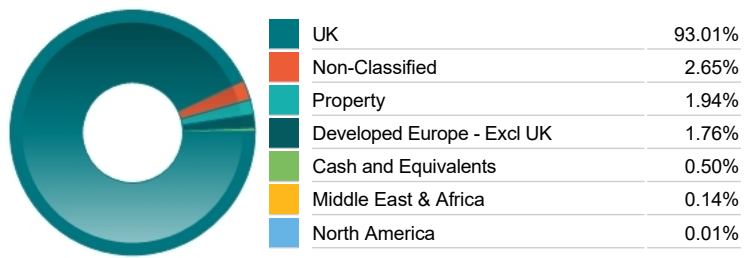 UK 93.01%
Non-Classified 2.65%
Property 1.94%
Developed Europe - Excl UK 1.76%
Cash and Equivalents 0.50%
Middle East & Africa 0.14%
North America 0.01%